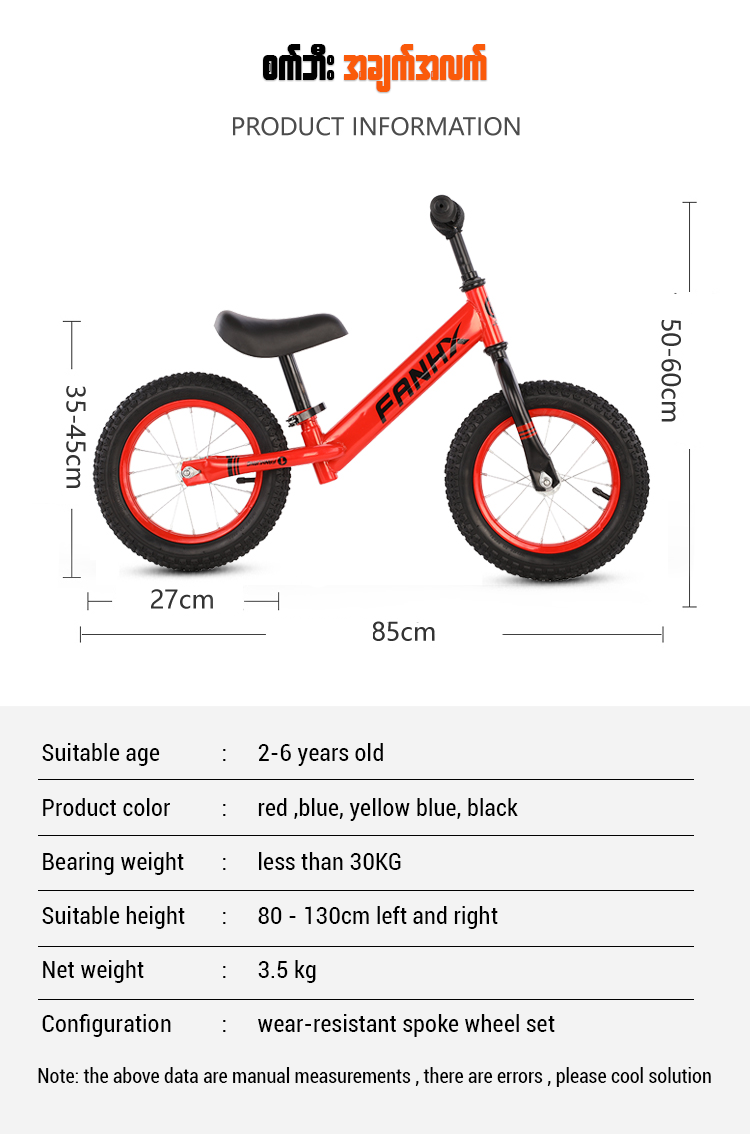 စက်ဘီး အချက်အလက်
PRODUCT INFORMATION
50-60cm
FANHX
35-45cm
27cm
85cm
Suitable age : 2-6 years old
Product color : red ,blue, yellow blue, black
Bearing weight : less than 30KG
Suitable height : 80 - 130cm left and right
Net weight : 3.5 kg
Configuration : wear-resistant spoke wheel set
Note: the above data are manual measurements , there are errors , please cool solution